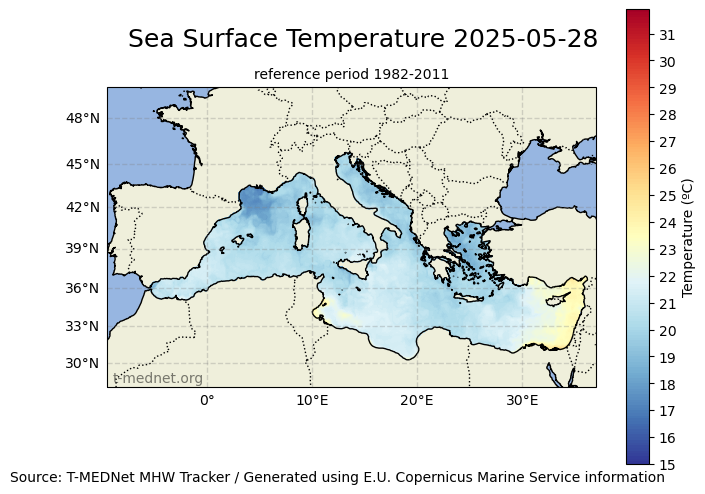 Sea Surface Temperature 2025-05-28
reference period 1982-2011
48°N
45°N
42°N
39°N
36°N
33°N
30°N
0°
10°E
20°E
30°E
t-mednet.org
31
30
29
28
27
26
25
24
23
22
21
20
19
18
17
16
15
Temperature (ºC)
Source: T-MEDNet MHW Tracker / Generated using E.U. Copernicus Marine Service information